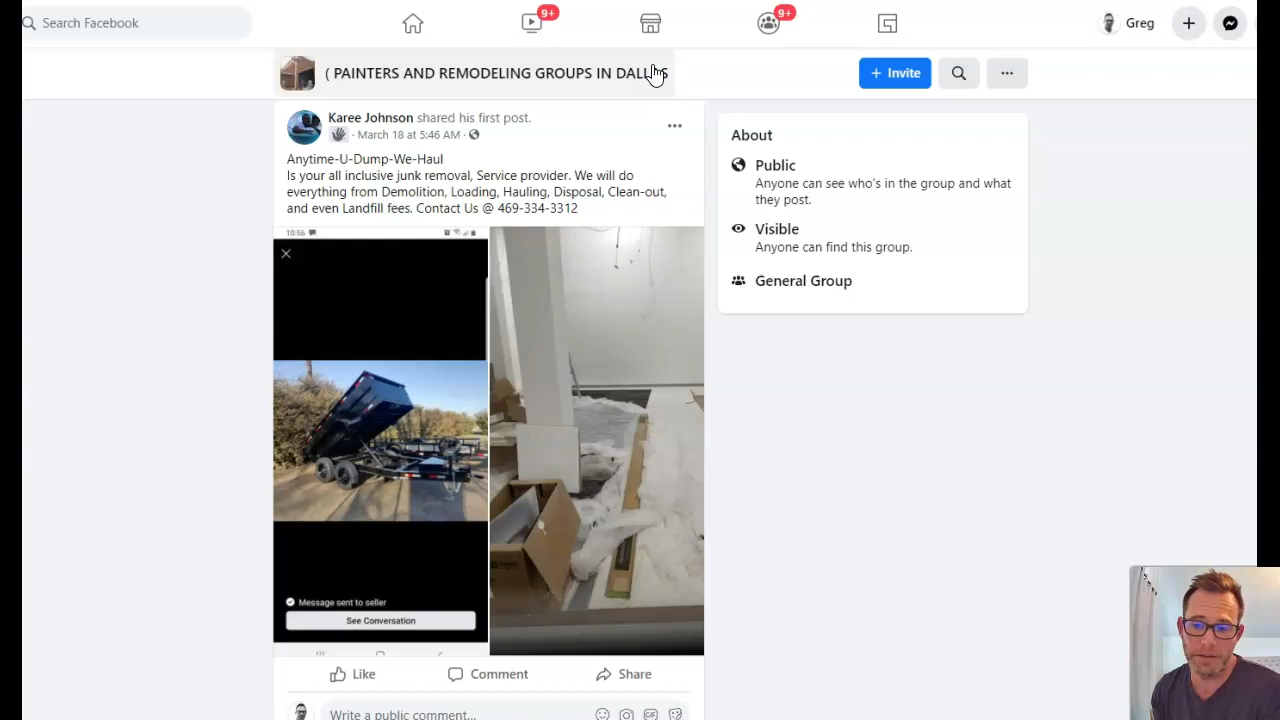 Search Facebook
9+
9+
Greg
( PAINTERS AND REMODELING GROUPS IN DALLAS
+ Invite
Karee Johnson shared his first post.
· March 18 at 5:46 AM ·
Anytime-U-Dump-We-Haul
Is your all inclusive junk removal, Service provider. We will do
everything from Demolition, Loading, Hauling, Disposal, Clean-out,
and even Landfill fees. Contact Us @ 469-334-3312
10:56
Message sent to seller
See Conversation
Like
Comment
Share
Write a public comment...
GIF
About
Public
Anyone can see who's in the group and what
they post.
Visible
Anyone can find this group.
General Group